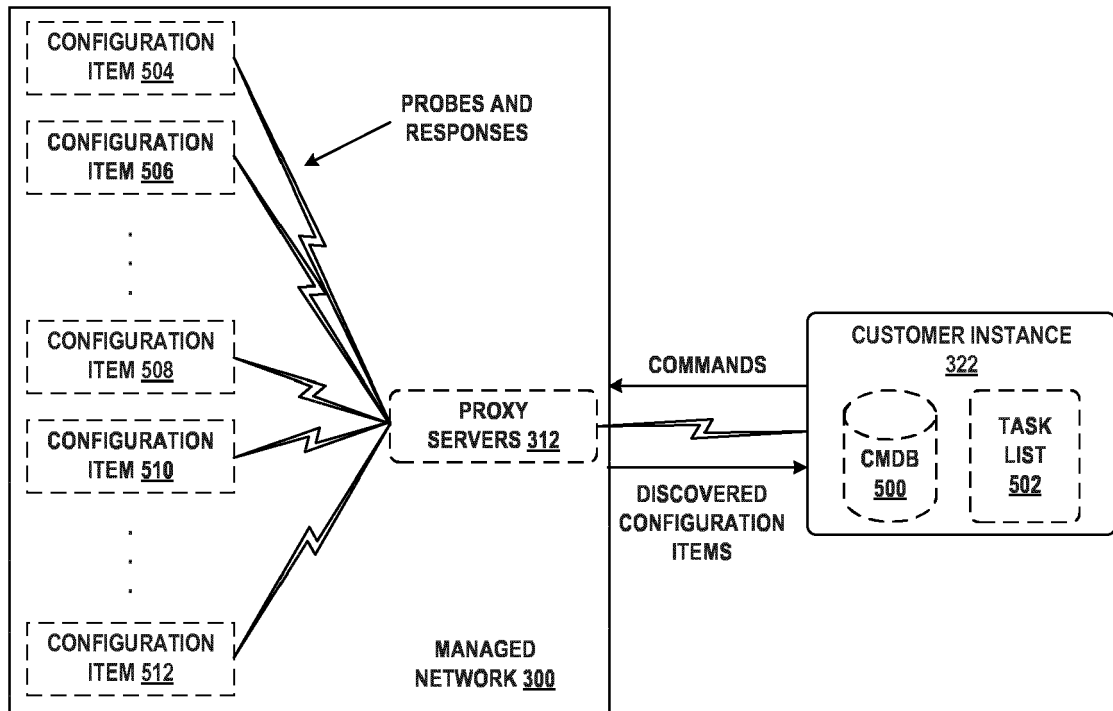 CONFIGURATION
ITEM 504
PROBES AND
RESPONSES
CONFIGURATION
ITEM 506
CONFIGURATION
ITEM 508
CONFIGURATION
ITEM 510
PROXY
SERVERS 312
COMMANDS
DISCOVERED
CONFIGURATION
ITEMS
CUSTOMER INSTANCE
322
CMDB
500
TASK
LIST
502
CONFIGURATION
ITEM 512
MANAGED
NETWORK 300